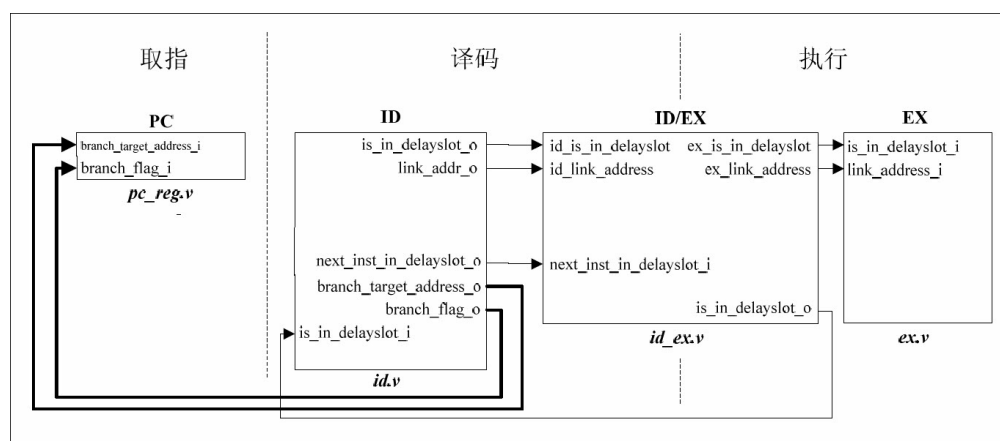 取指 译码 执行
PC ID ID/EX EX
branch_target_address_i
branch_flag_i
pc_reg.v
is_in_delayslot_o
link_addr_o
next_inst_in_delayslot_o
branch_target_address_o
branch_flag_o
is_in_delayslot_i
id.v
id_is_in_delayslot ex_is_in_delayslot
id_link_address ex_link_address
next_inst_in_delayslot_i
is_in_delayslot_o
id_ex.v
is_in_delayslot_i
link_address_i
ex.v